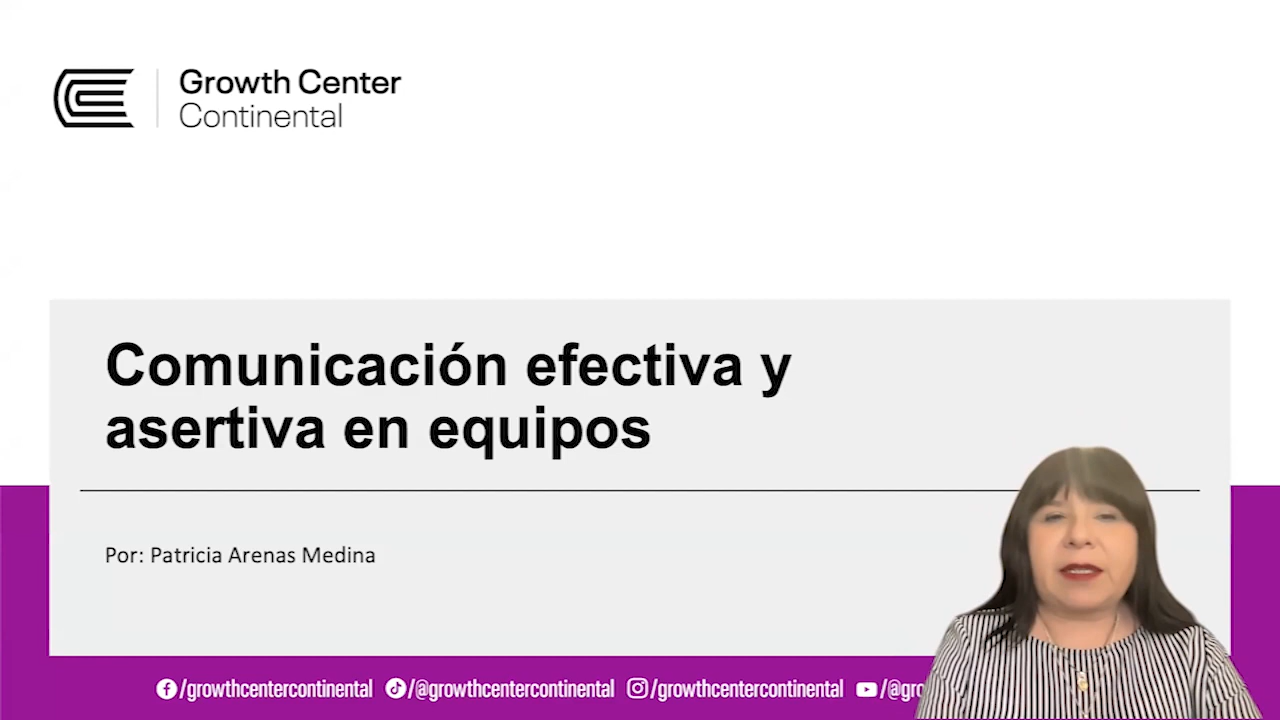 Growth Center
Continental
Comunicación efectiva y
asertiva en equipos
Por: Patricia Arenas Medina
/growthcentercontinental /@growthcentercontinental /growthcentercontinental